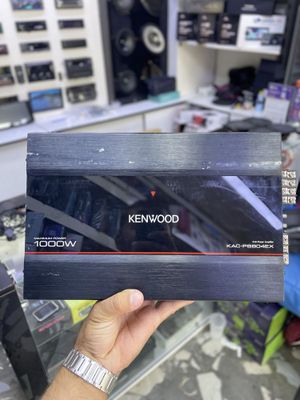 KENWOOD
MAXIMUM POWER
1000W
KAC-PS804EX